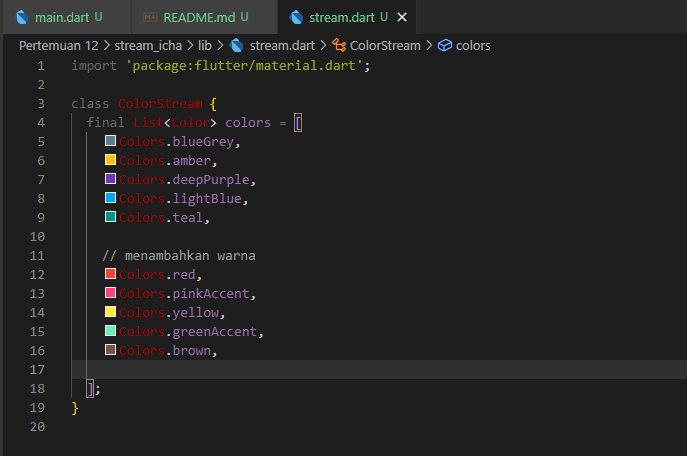 main.dart U README.md U stream.dart U
Pertemuan 12 > stream_icha > lib > stream.dart > ColorStream > colors
1 import 'package:flutter/material.dart';
2
3 class ColorStream {
4 final List<Color> colors = [
5 Colors.blueGrey,
6 Colors.amber,
7 Colors.deepPurple,
8 Colors.lightBlue,
9 Colors.teal,
10
11 // menambahkan warna
12 Colors.red,
13 Colors.pinkAccent,
14 Colors.yellow,
15 Colors.greenAccent,
16 Colors.brown,
17
18 ];
19 }
20